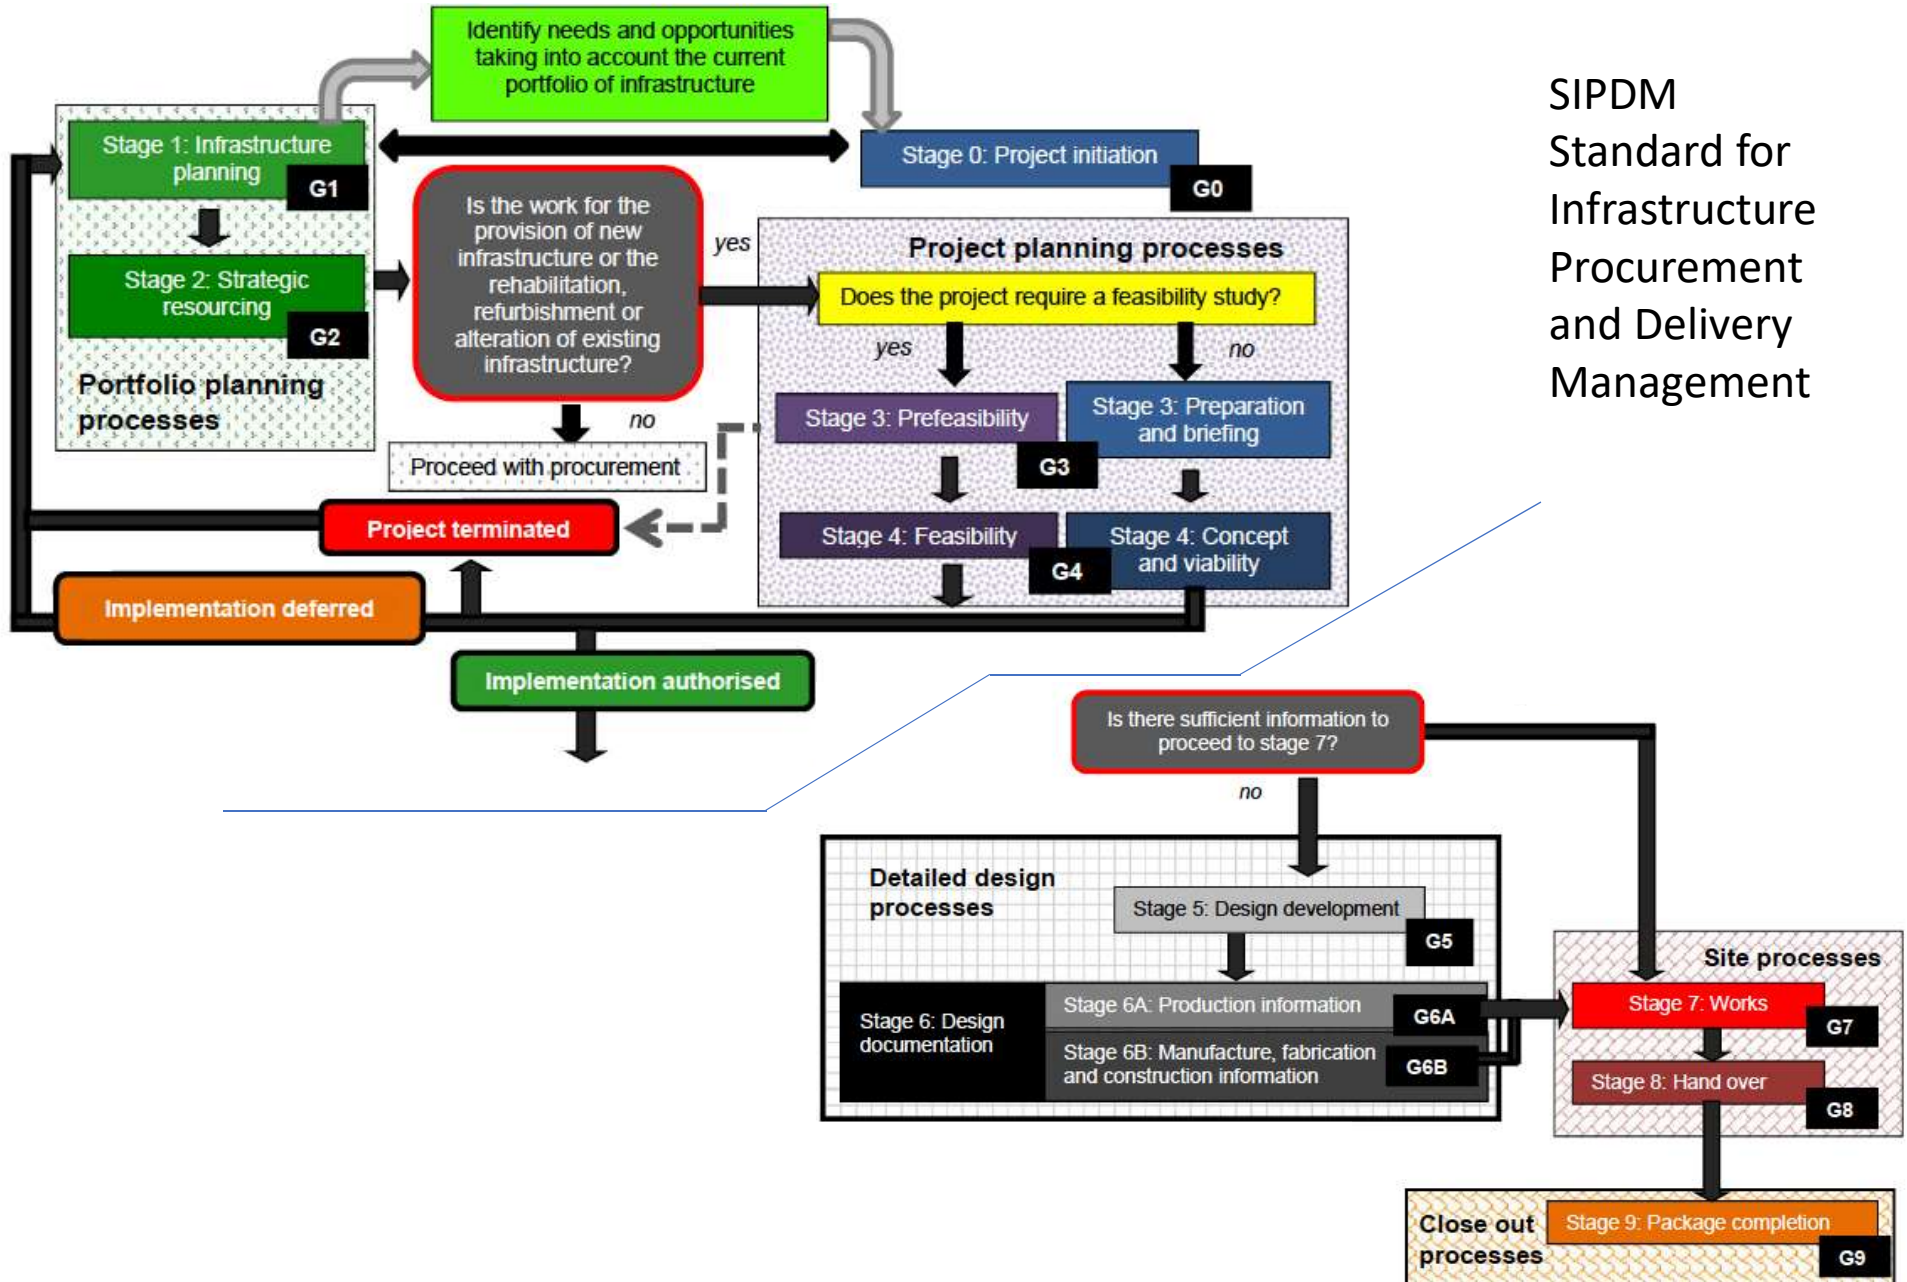 Identify needs and opportunities
taking into account the current
portfolio of infrastructure
SIPDM
Standard for
Infrastructure
Procurement
and Delivery
Management
Stage 1: Infrastructure
planning
G1
Stage 0: Project initiation
G0
Stage 2: Strategic
resourcing
G2
Portfolio planning
processes
Is the work for the
provision of new
infrastructure or the
rehabilitation,
refurbishment or
alteration of existing
infrastructure?
yes
no
Proceed with procurement
Project planning processes
Does the project require a feasibility study?
yes
no
Stage 3: Prefeasibility
Stage 3: Preparation
and briefing
G3
Stage 4: Feasibility
Stage 4: Concept
and viability
G4
Project terminated
Implementation deferred
Implementation authorised
Is there sufficient information to
proceed to stage 7?
no
Detailed design
processes
Stage 5: Design development
G5
Stage 6: Design
documentation
Stage 6A: Production information
G6A
Stage 6B: Manufacture, fabrication
and construction information
G6B
Site processes
Stage 7: Works
G7
Stage 8: Hand over
G8
Close out
processes
Stage 9: Package completion
G9